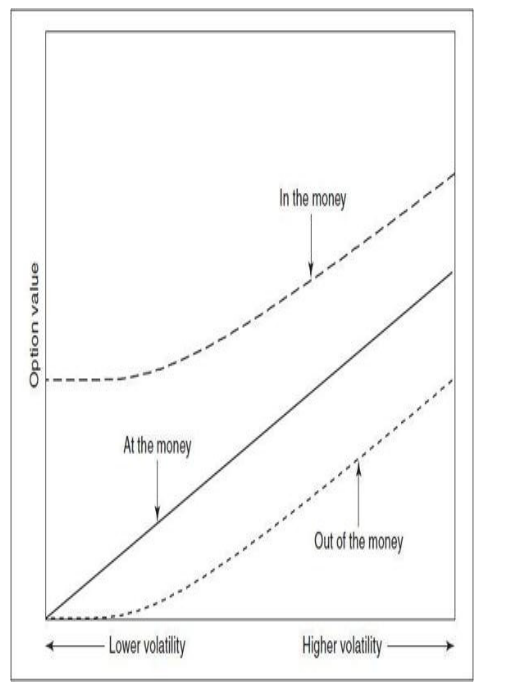 In the money
Option value
At the money
Out of the money
Lower volatility
Higher volatility